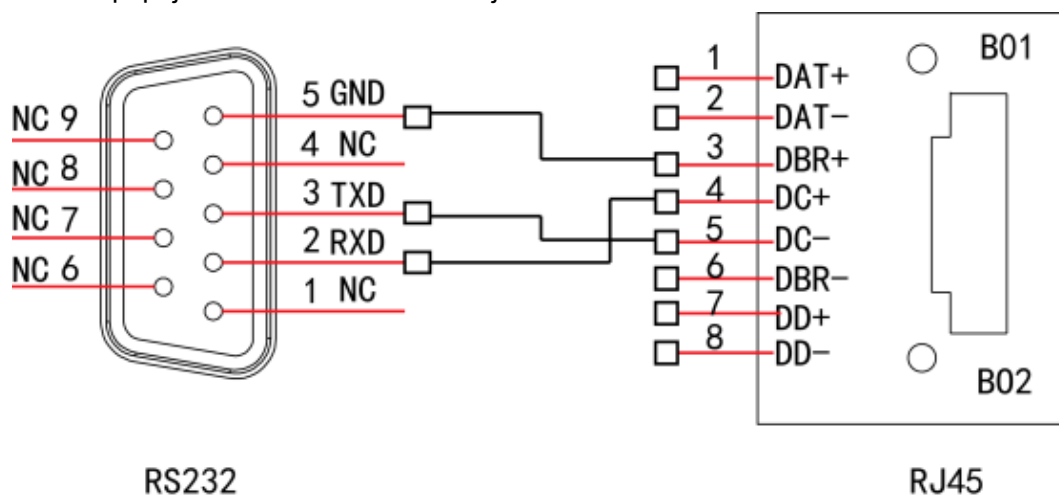 5 GND
NC 9
4 NC
NC 8
3 TXD
NC 7
2 RXD
NC 6
1 NC
1 DAT+
2 DAT-
3 DBR+
4 DC+
5 DC-
6 DBR-
7 DD+
8 DD-
B01
B02
RS232
RJ45